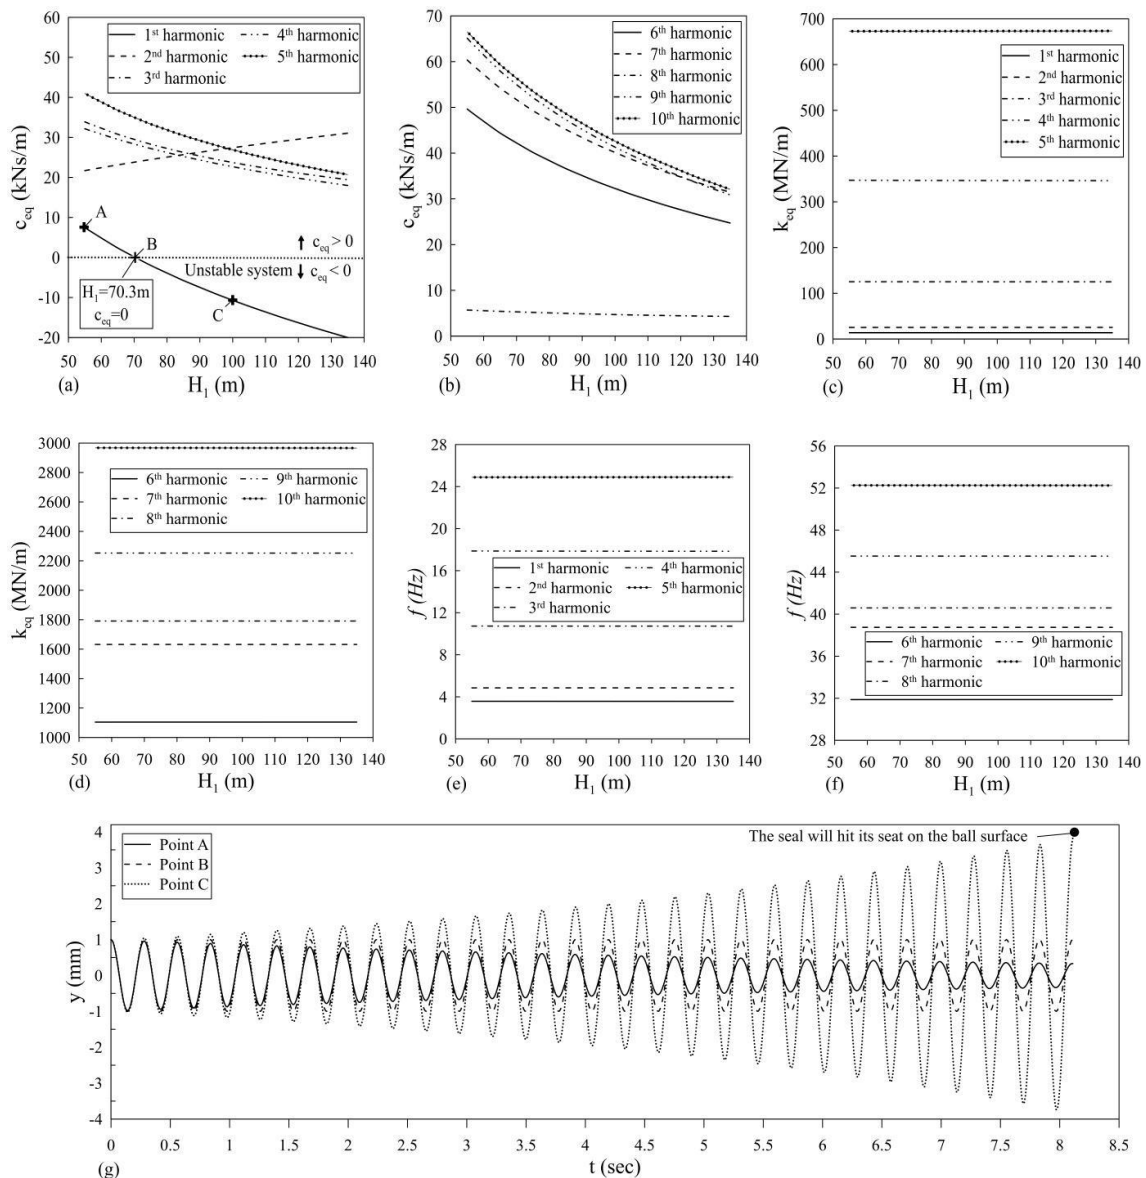 60
50
40
30
20
10
0
-10
-20
c_eq (kNs/m)
1st harmonic 4th harmonic
2nd harmonic 5th harmonic
3rd harmonic
A
B
C
c_eq > 0
Unstable system c_eq < 0
H1=70.3m
c_eq=0
50 60 70 80 90 100 110 120 130 140
(a) H1 (m)
70
60
50
40
30
20
10
0
c_eq (kNs/m)
6th harmonic
7th harmonic
8th harmonic
9th harmonic
10th harmonic
50 60 70 80 90 100 110 120 130 140
(b) H1 (m)
700
600
500
400
300
200
100
0
k_eq (MN/m)
1st harmonic
2nd harmonic
3rd harmonic
4th harmonic
5th harmonic
50 60 70 80 90 100 110 120 130 140
(c) H1 (m)
3000
2800
2600
2400
2200
2000
1800
1600
1400
1200
1000
k_eq (MN/m)
6th harmonic 9th harmonic
7th harmonic 10th harmonic
8th harmonic
50 60 70 80 90 100 110 120 130 140
(d) H1 (m)
28
24
20
16
12
8
4
0
f (Hz)
1st harmonic 4th harmonic
2nd harmonic 5th harmonic
3rd harmonic
50 60 70 80 90 100 110 120 130 140
(e) H1 (m)
56
52
48
44
40
36
32
28
f (Hz)
6th harmonic 9th harmonic
7th harmonic 10th harmonic
8th harmonic
50 60 70 80 90 100 110 120 130 140
(f) H1 (m)
4
3
2
1
0
-1
-2
-3
-4
y (mm)
Point A
Point B
Point C
The seal will hit its seat on the ball surface
0 0.5 1 1.5 2 2.5 3 3.5 4 4.5 5 5.5 6 6.5 7 7.5 8 8.5
(g) t (sec)